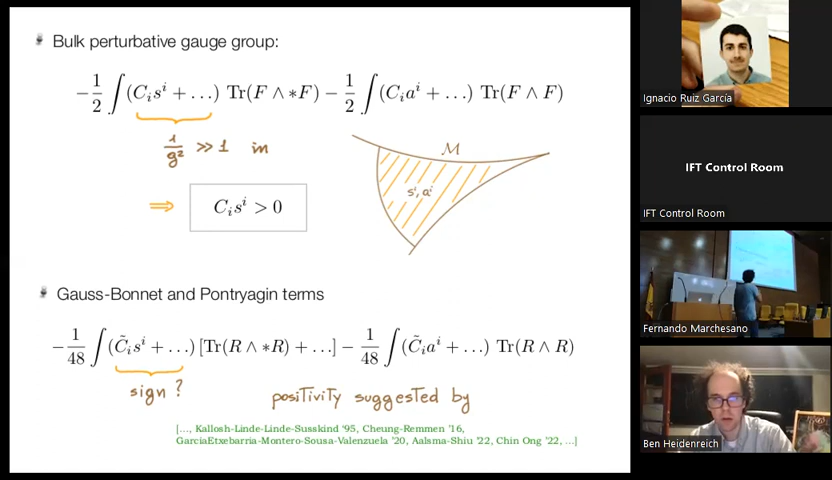 Bulk perturbative gauge group:
−1/2 ∫(C_i s^i + …) Tr(F ∧ *F) − 1/2 ∫(C_i a^i + …) Tr(F ∧ F)
1/g² ≫ 1 in
M
s^i, a^i
⇒ C_i s^i > 0
Gauss-Bonnet and Pontryagin terms
−1/48 ∫(C̃_i s^i + …) [Tr(R ∧ *R) + …] − 1/48 ∫(C̃_i a^i + …) Tr(R ∧ R)
sign ?
positivity suggested by
[..., Kallosh-Linde-Linde-Susskind '95, Cheung-Remmen '16,
GarciaEtxebarria-Montero-Sousa-Valenzuela '20, Aalsma-Shiu '22, Chin Ong '22, ...]
Ignacio Ruiz García
IFT Control Room
IFT Control Room
Fernando Marchesano
Ben Heidenreich